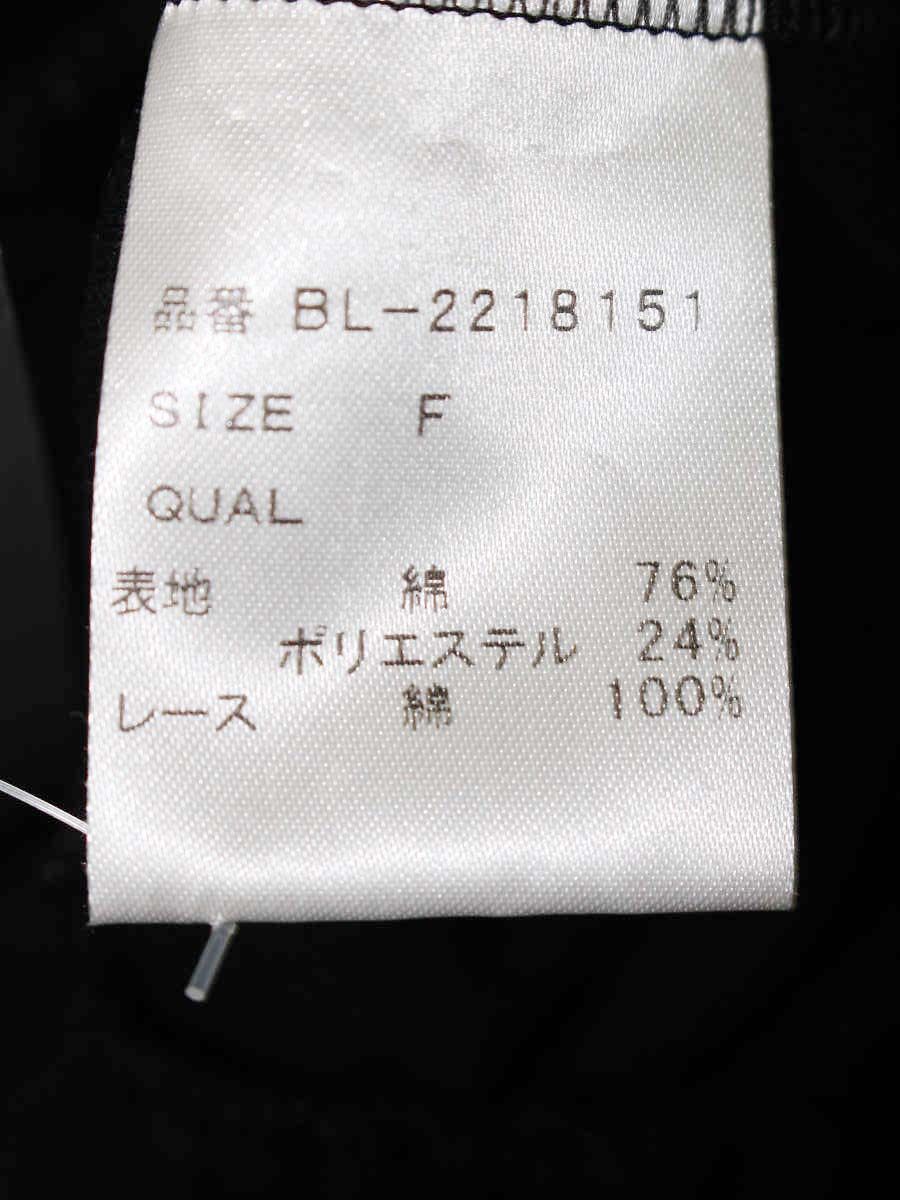 品番 BL-2218151
SIZE F
QUAL
表地 綿 76%
ポリエステル 24%
レース 綿 100%